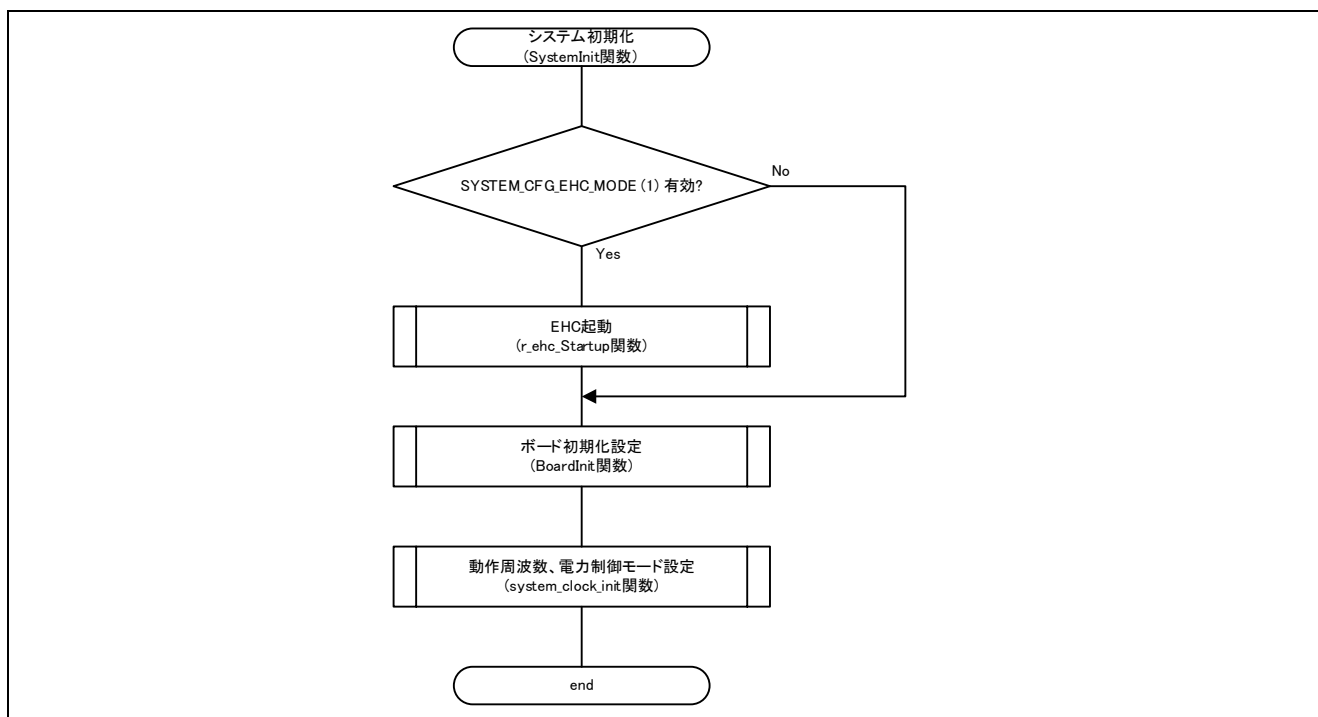 システム初期化
(SystemInit関数)
SYSTEM_CFG_EHC_MODE (1) 有効?
No
Yes
EHC起動
(r_ehc_Startup関数)
ボード初期化設定
(BoardInit関数)
動作周波数、電力制御モード設定
(system_clock_init関数)
end